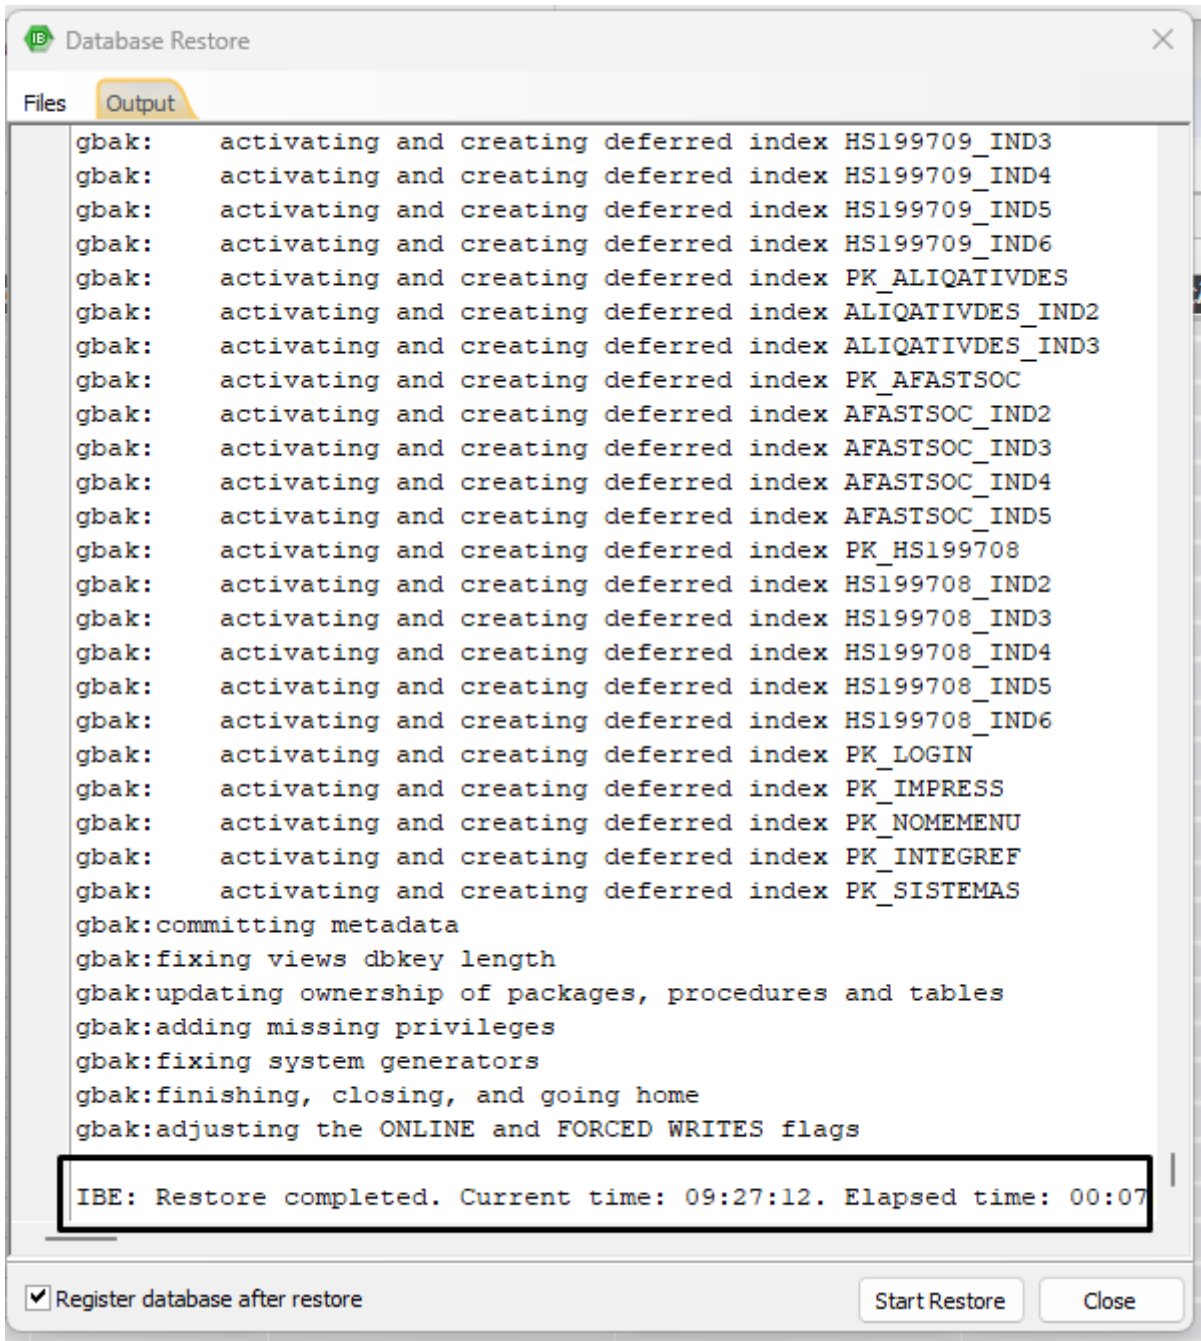 IB
Database Restore
Files Output
gbak: activating and creating deferred index HS199709_IND3
gbak: activating and creating deferred index HS199709_IND4
gbak: activating and creating deferred index HS199709_IND5
gbak: activating and creating deferred index HS199709_IND6
gbak: activating and creating deferred index PK_ALIQATIVDES
gbak: activating and creating deferred index ALIQATIVDES_IND2
gbak: activating and creating deferred index ALIQATIVDES_IND3
gbak: activating and creating deferred index PK_AFASTSOC
gbak: activating and creating deferred index AFASTSOC_IND2
gbak: activating and creating deferred index AFASTSOC_IND3
gbak: activating and creating deferred index AFASTSOC_IND4
gbak: activating and creating deferred index AFASTSOC_IND5
gbak: activating and creating deferred index PK_HS199708
gbak: activating and creating deferred index HS199708_IND2
gbak: activating and creating deferred index HS199708_IND3
gbak: activating and creating deferred index HS199708_IND4
gbak: activating and creating deferred index HS199708_IND5
gbak: activating and creating deferred index HS199708_IND6
gbak: activating and creating deferred index PK_LOGIN
gbak: activating and creating deferred index PK_IMPRESS
gbak: activating and creating deferred index PK_NOMEMENU
gbak: activating and creating deferred index PK_INTEGREF
gbak: activating and creating deferred index PK_SISTEMAS
gbak:committing metadata
gbak:fixing views dbkey length
gbak:updating ownership of packages, procedures and tables
gbak:adding missing privileges
gbak:fixing system generators
gbak:finishing, closing, and going home
gbak:adjusting the ONLINE and FORCED WRITES flags
IBE: Restore completed. Current time: 09:27:12. Elapsed time: 00:07
Register database after restore
Start Restore
Close